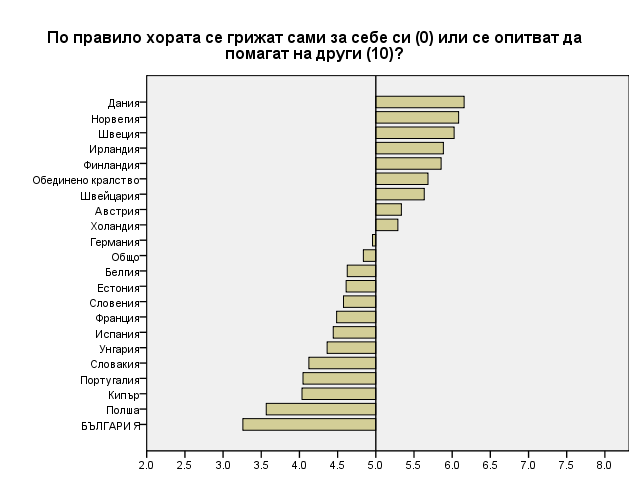 По правило хората се грижат сами за себе си (0) или се опитват да
помагат на други (10)?
Дания
Норвегия
Швеция
Ирландия
Финландия
Обединено кралство
Швейцария
Австрия
Холандия
Германия
Общо
Белгия
Естония
Словения
Франция
Испания
Унгария
Словакия
Португалия
Кипър
Полша
БЪЛГАРИЯ
2.0 2.5 3.0 3.5 4.0 4.5 5.0 5.5 6.0 6.5 7.0 7.5 8.0